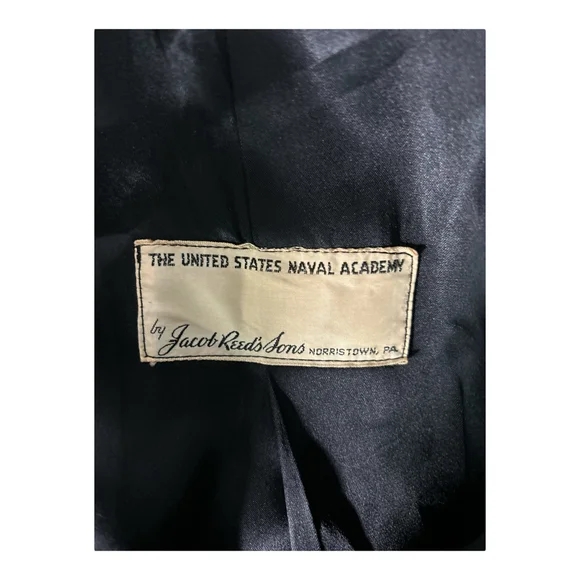 THE UNITED STATES NAVAL ACADEMY
by Jacob Reed's Sons NORRISTOWN, PA.